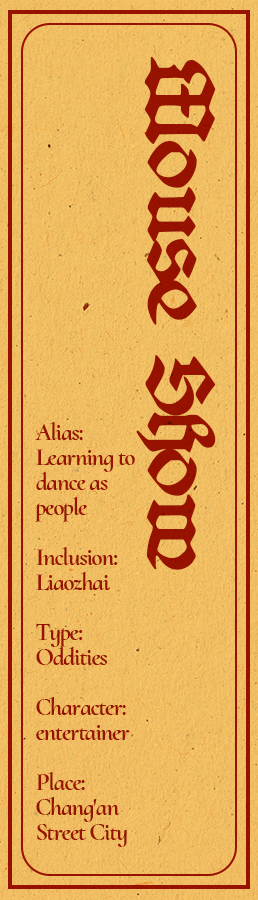 Mouse Show
Alias:
Learning to
dance as
people
Inclusion:
Liaozhai
Type:
Oddities
Character:
entertainer
Place:
Chang'an
Street City